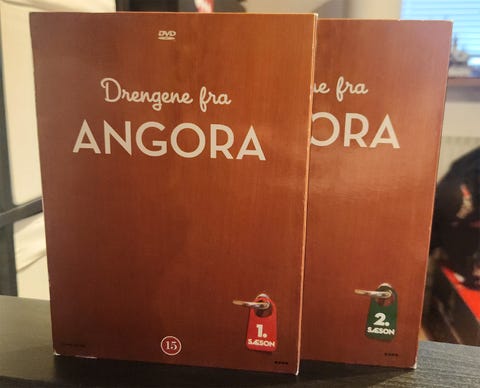 DVD
Drengene fra
ANGORA
1.
SÆSON
15
ne fra
ORA
2.
SÆSON